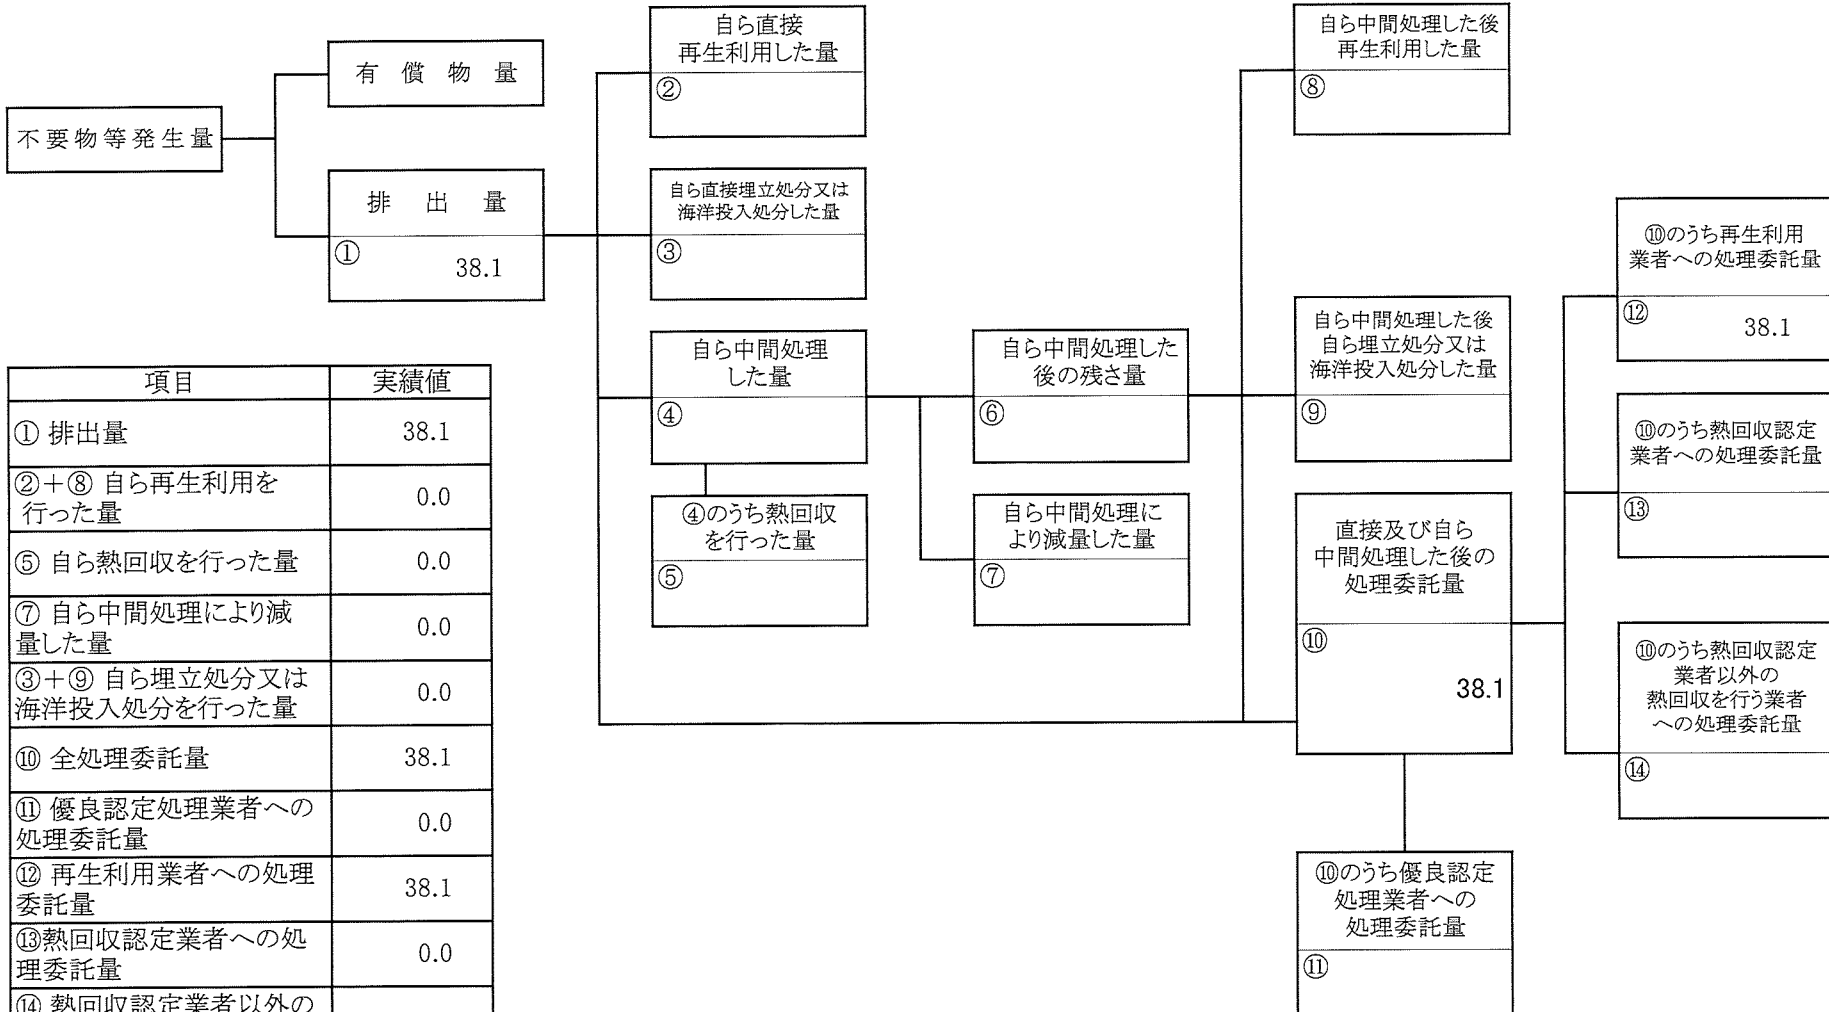 不要物等発生量
有償物量
排出量
①
38.1
自ら直接
再生利用した量
②
自ら直接埋立処分又は
海洋投入処分した量
③
自ら中間処理
した量
④
④のうち熱回収
を行った量
⑤
自ら中間処理した
後の残さ量
⑥
自ら中間処理に
より減量した量
⑦
自ら中間処理した後
再生利用した量
⑧
自ら中間処理した後
自ら埋立処分又は
海洋投入処分した量
⑨
直接及び自ら
中間処理した後の
処理委託量
⑩
38.1
⑩のうち優良認定
処理業者への
処理委託量
⑪
⑩のうち再生利用
業者への処理委託量
⑫
38.1
⑩のうち熱回収認定
業者への処理委託量
⑬
⑩のうち熱回収認定
業者以外の
熱回収を行う業者
への処理委託量
⑭
項目 実績値
① 排出量 38.1
②+⑧ 自ら再生利用を
行った量 0.0
⑤ 自ら熱回収を行った量 0.0
⑦ 自ら中間処理により減
量した量 0.0
③+⑨ 自ら埋立処分又は
海洋投入処分を行った量 0.0
⑩ 全処理委託量 38.1
⑪ 優良認定処理業者への
処理委託量 0.0
⑫ 再生利用業者への処理
委託量 38.1
⑬熱回収認定業者への処
理委託量 0.0
⑭ 熱回収認定業者以外の